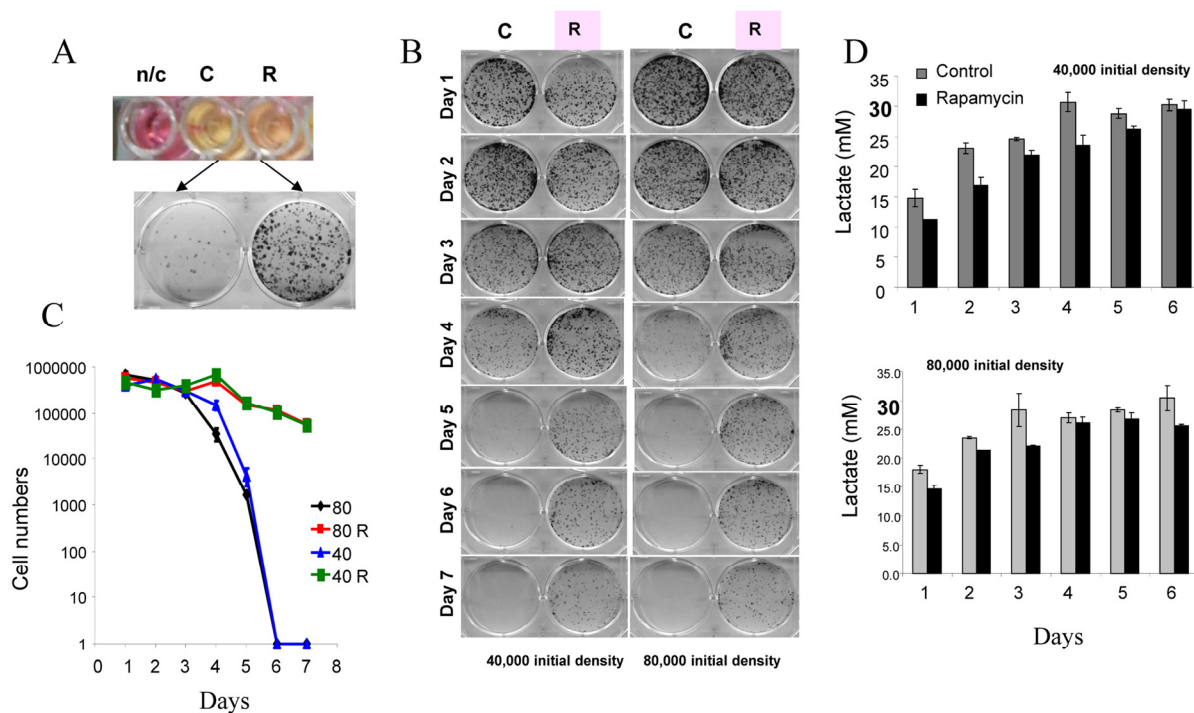 A
n/c C R
B
C R C R
Day 1
Day 2
Day 3
Day 4
Day 5
Day 6
Day 7
40,000 initial density 80,000 initial density
C
Cell numbers
1000000
100000
10000
1000
100
10
1
0 1 2 3 4 5 6 7 8
Days
80
80 R
40
40 R
D
Control
Rapamycin
40,000 initial density
Lactate (mM)
35
30
25
20
15
10
5
0
1 2 3 4 5 6
80,000 initial density
Lactate (mM)
35.0
30
25.0
20.0
15.0
10.0
5.0
0.0
1 2 3 4 5 6
Days